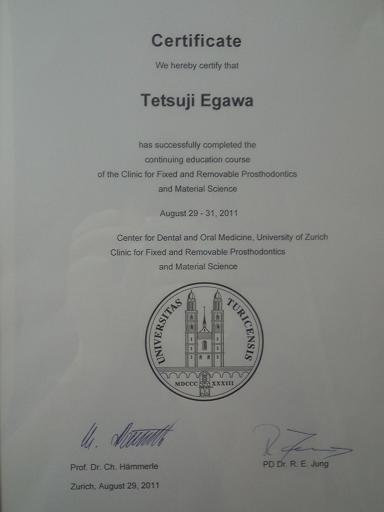 Certificate
We hereby certify that
Tetsuji Egawa
has successfully completed the
continuing education course
of the Clinic for Fixed and Removable Prosthodontics
and Material Science
August 29 - 31, 2011
Center for Dental and Oral Medicine, University of Zurich
Clinic for Fixed and Removable Prosthodontics
and Material Science
UNIVERSITAS TURICENSIS
MDCCC XXXIII
Prof. Dr. Ch. Hämmerle
PD Dr. R. E. Jung
Zurich, August 29, 2011